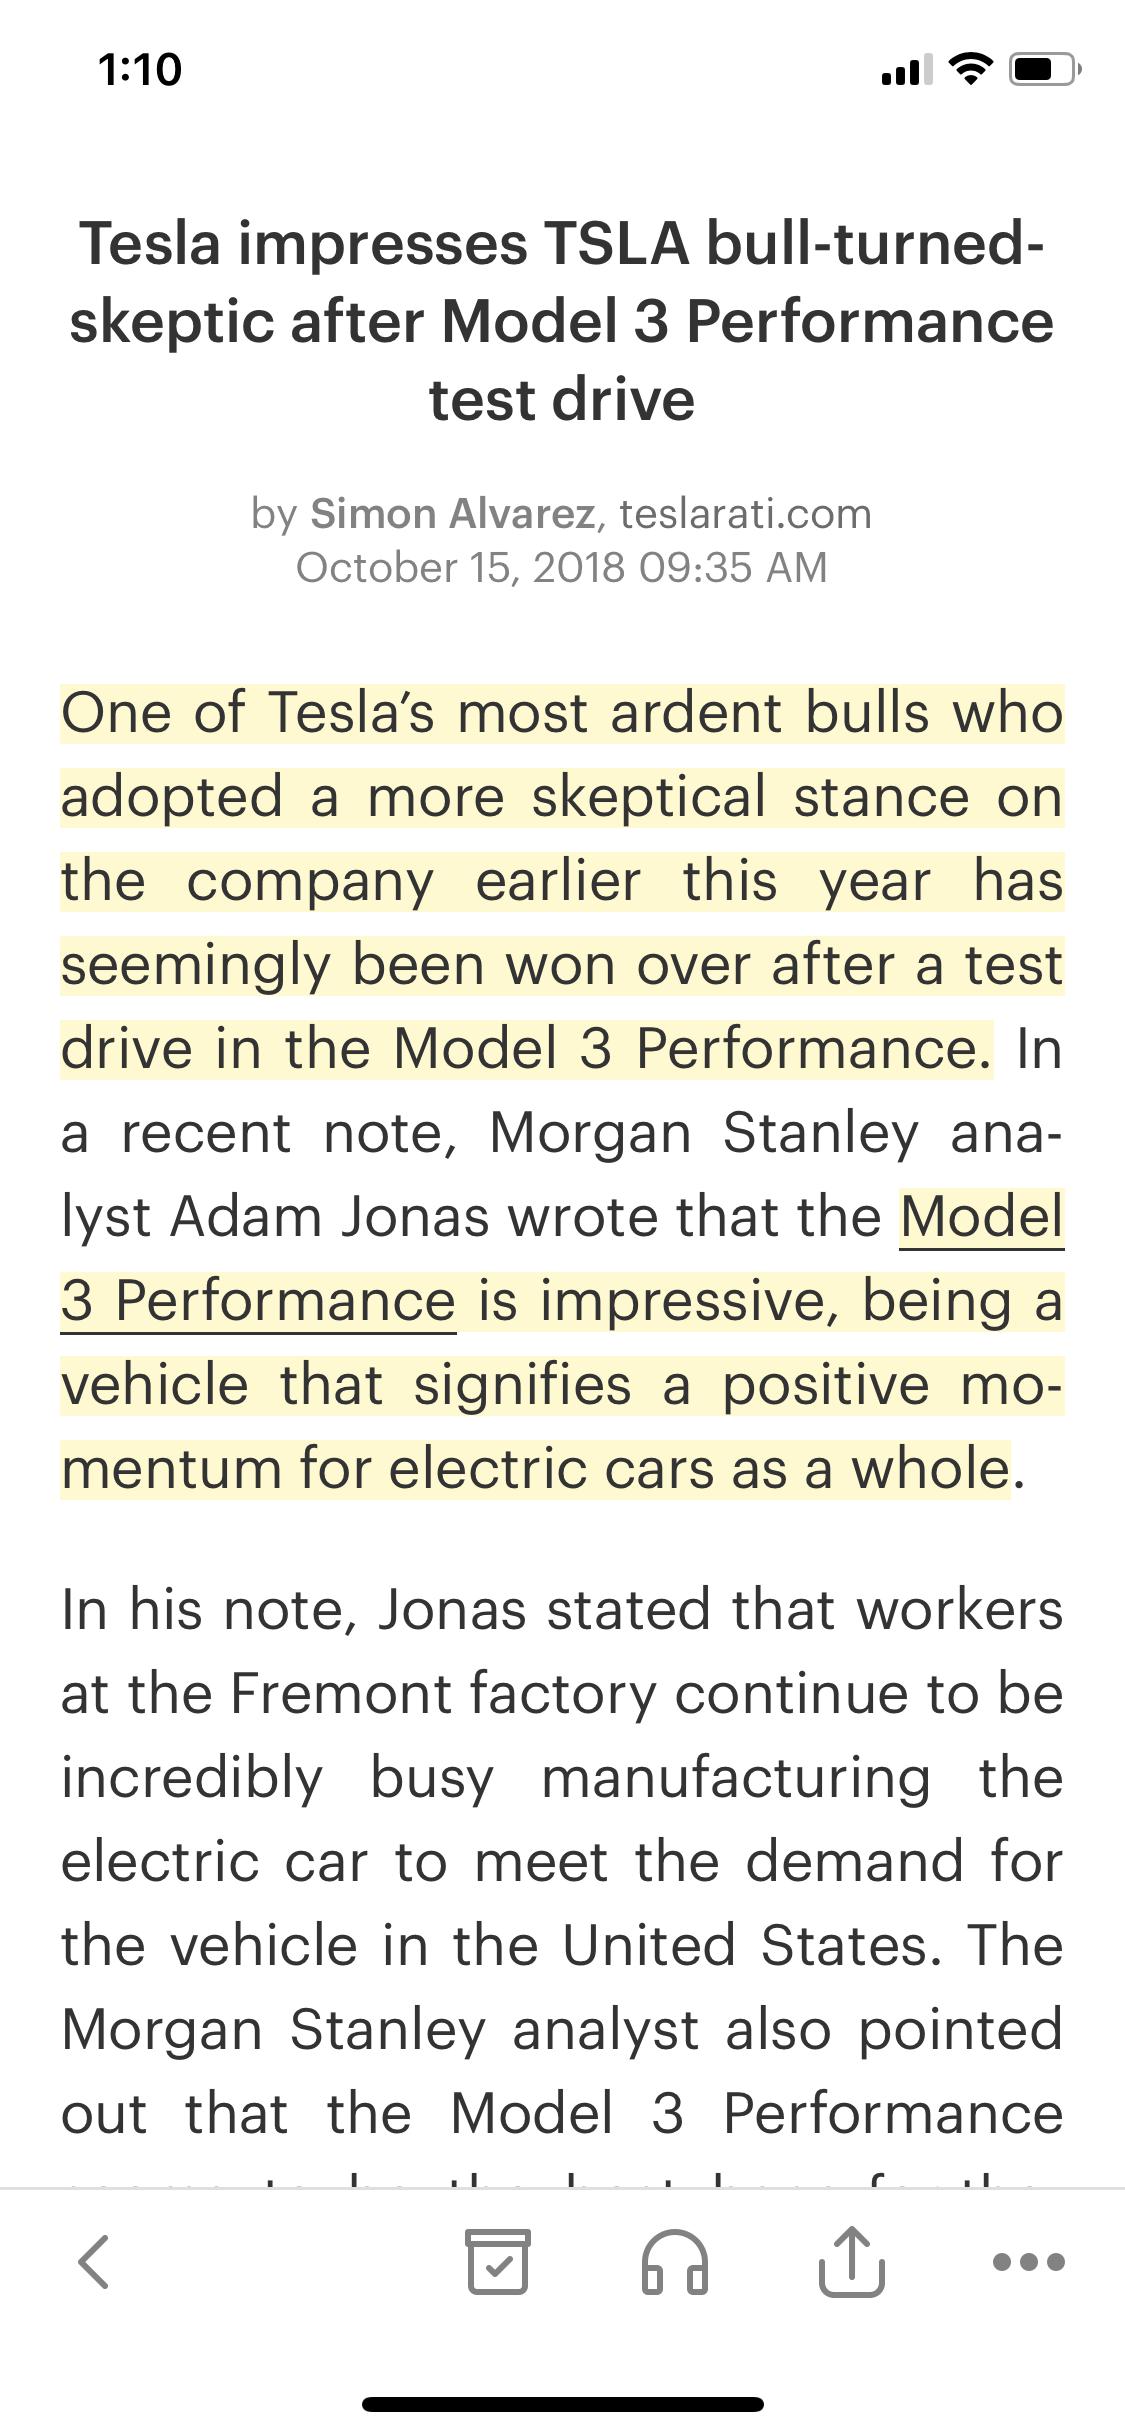 1:10
Tesla impresses TSLA bull-turned-
skeptic after Model 3 Performance
test drive
by Simon Alvarez, teslarati.com
October 15, 2018 09:35 AM
One of Tesla’s most ardent bulls who
adopted a more skeptical stance on
the company earlier this year has
seemingly been won over after a test
drive in the Model 3 Performance. In
a recent note, Morgan Stanley ana-
lyst Adam Jonas wrote that the Model
3 Performance is impressive, being a
vehicle that signifies a positive mo-
mentum for electric cars as a whole.
In his note, Jonas stated that workers
at the Fremont factory continue to be
incredibly busy manufacturing the
electric car to meet the demand for
the vehicle in the United States. The
Morgan Stanley analyst also pointed
out that the Model 3 Performance